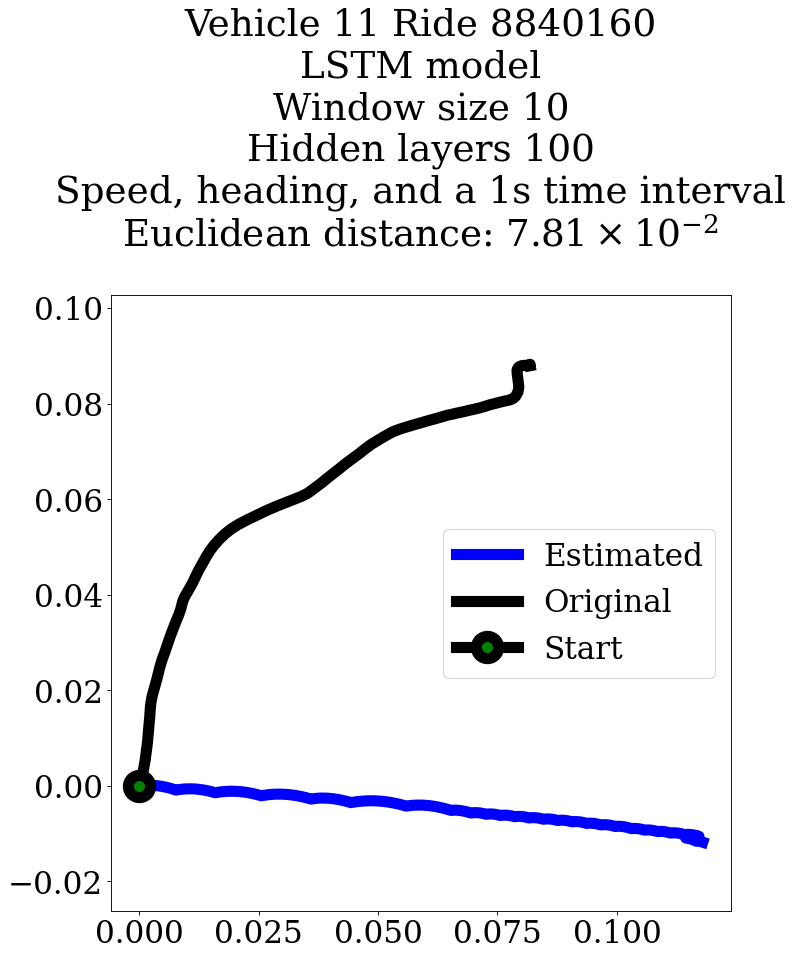 Vehicle 11 Ride 8840160
LSTM model
Window size 10
Hidden layers 100
Speed, heading, and a 1s time interval
Euclidean distance: 7.81 × 10⁻²
0.10
0.08
0.06
0.04
0.02
0.00
−0.02
Estimated
Original
Start
0.000 0.025 0.050 0.075 0.100